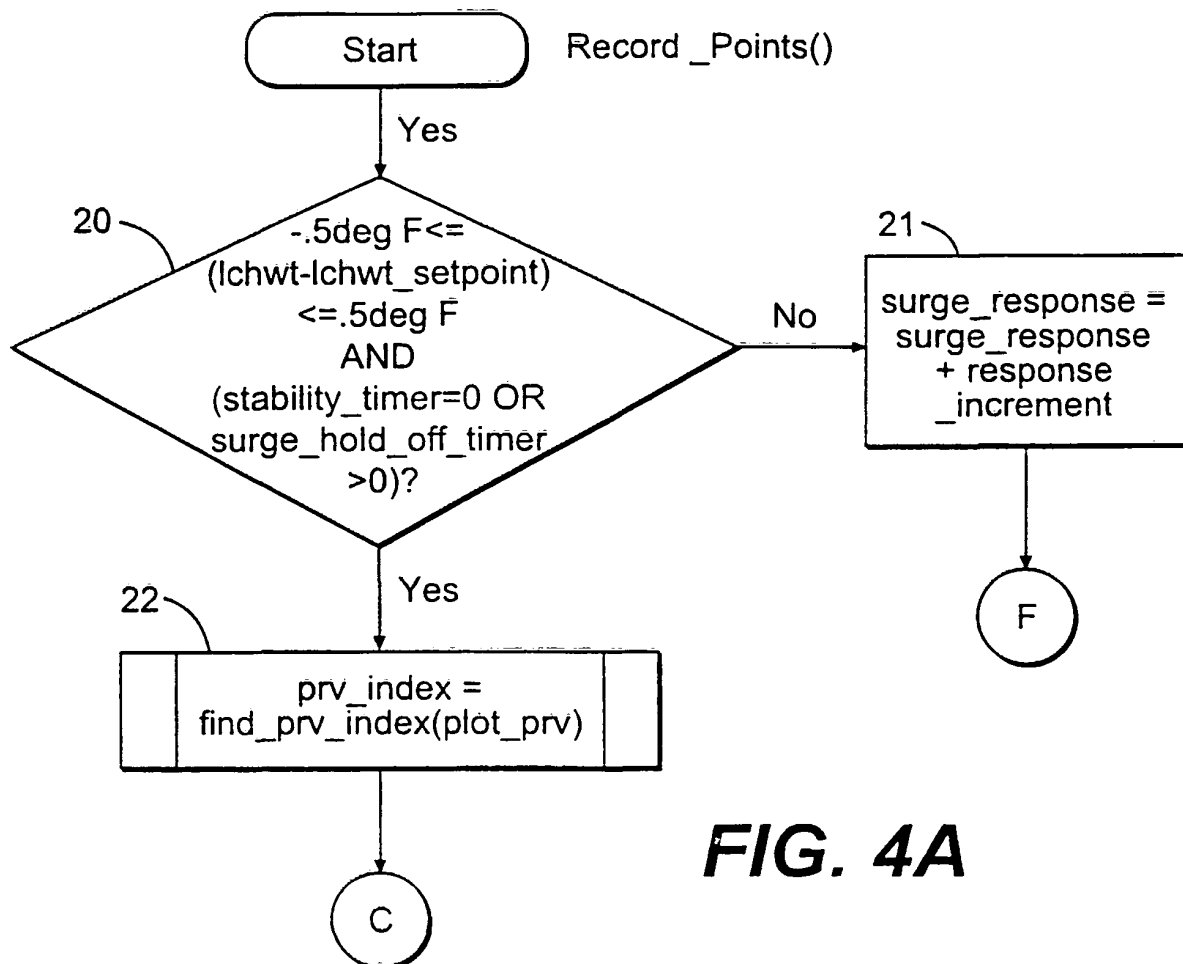 Start
Record _Points()
Yes
20
-.5deg F<=
(lchwt-lchwt_setpoint)
<=.5deg F
AND
(stability_timer=0 OR
surge_hold_off_timer
>0)?
No
21
surge_response =
surge_response
+ response
_increment
F
Yes
22
prv_index =
find_prv_index(plot_prv)
C
FIG. 4A